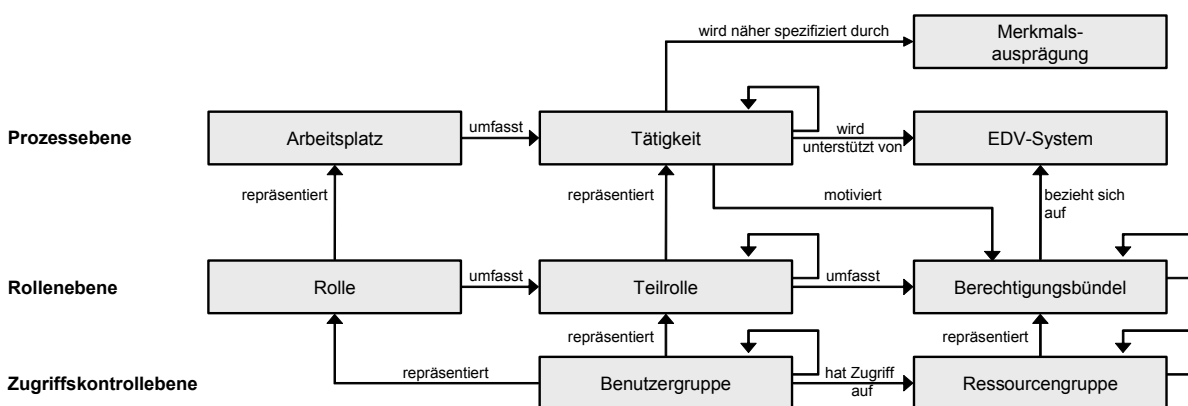 wird näher spezifiziert durch
Merkmals-
ausprägung
Prozessebene
Arbeitsplatz
umfasst
Tätigkeit
wird
unterstützt von
EDV-System
repräsentiert
repräsentiert
motiviert
bezieht sich
auf
Rollenebene
Rolle
umfasst
Teilrolle
umfasst
Berechtigungsbündel
repräsentiert
repräsentiert
Zugriffskontrollebene
repräsentiert
Benutzergruppe
hat Zugriff
auf
Ressourcengruppe